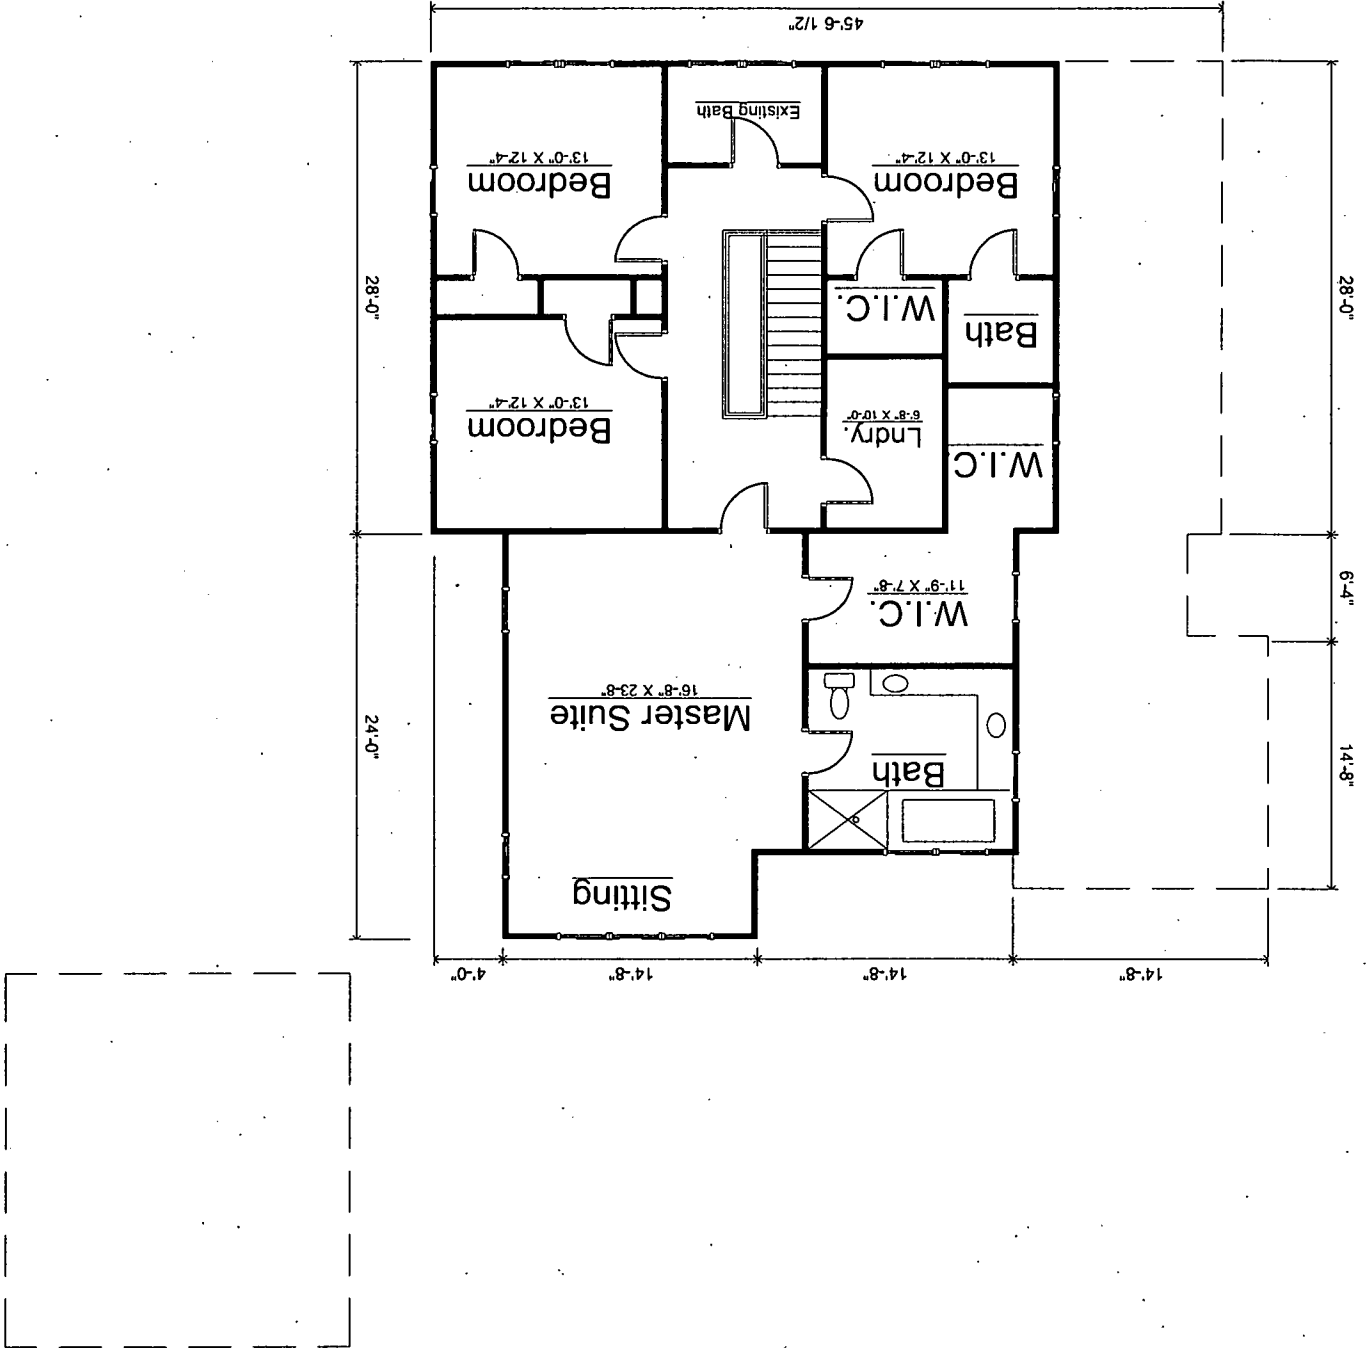 14'-8"
14'-8"
14'-8"
4'-0"
Sitting
14'-8"
Bath
24'-0"
Master Suite
16'-8" X 23-8"
W.I.C.
11'-9" X 7'-8"
6'-4"
W.I.C.
Lndry.
6'-8" X 10'-0"
Bedroom
13'-0" X 12'-4"
Bath
W.I.C.
28'-0"
28'-0"
Bedroom
13'-0" X 12'-4"
Bedroom
13'-0" X 12'-4"
Existing Bath
45'-6 1/2"